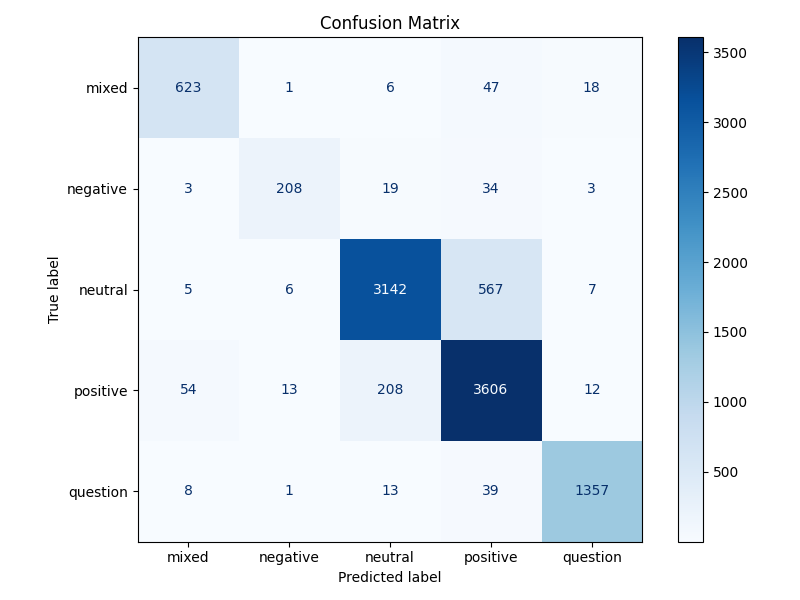 Confusion Matrix
mixed 623 1 6 47 18
negative 3 208 19 34 3
neutral 5 6 3142 567 7
positive 54 13 208 3606 12
question 8 1 13 39 1357
mixed negative neutral positive question
Predicted label
True label
3500
3000
2500
2000
1500
1000
500